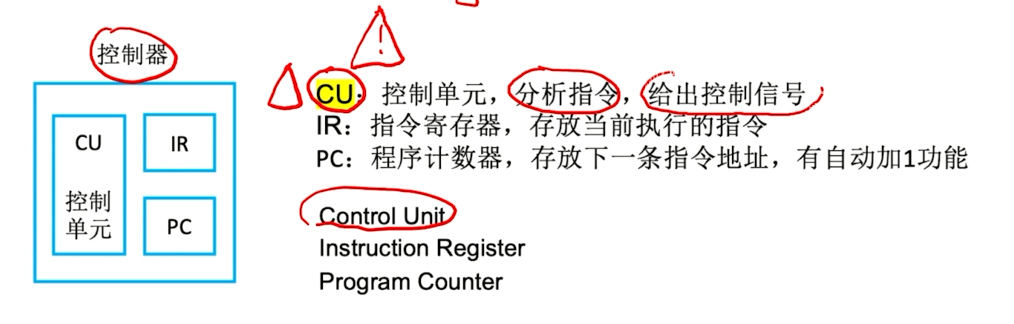 控制器
CU
控制
单元
IR
PC
CU：控制单元，分析指令，给出控制信号
IR：指令寄存器，存放当前执行的指令
PC：程序计数器，存放下一条指令地址，有自动加1功能
Control Unit
Instruction Register
Program Counter